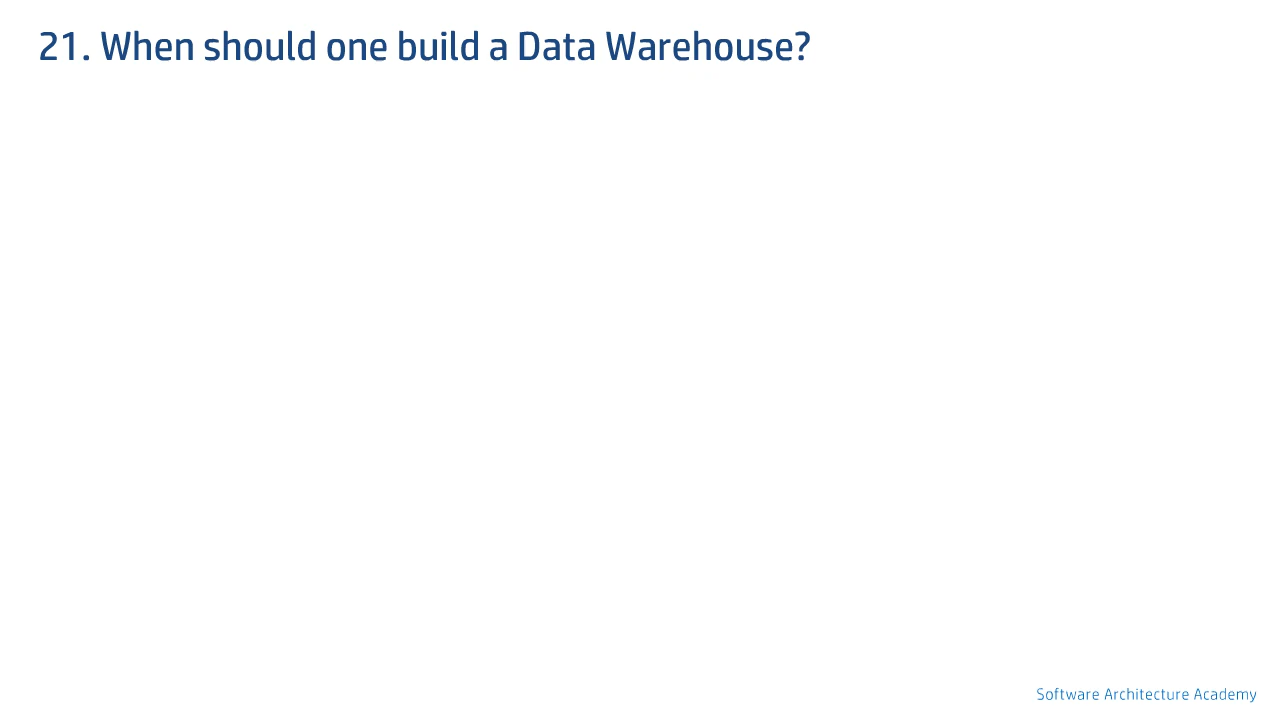 21. When should one build a Data Warehouse?
Software Architecture Academy